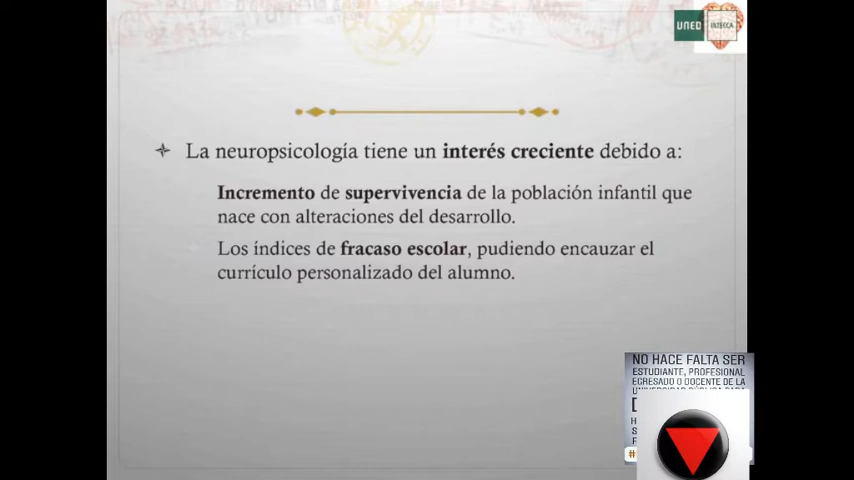 UNED
INTECCA
La neuropsicología tiene un interés creciente debido a:
Incremento de supervivencia de la población infantil que
nace con alteraciones del desarrollo.
Los índices de fracaso escolar, pudiendo encauzar el
currículo personalizado del alumno.
NO HACE FALTA SER
ESTUDIANTE, PROFESIONAL
EGRESADO O DOCENTE DE LA